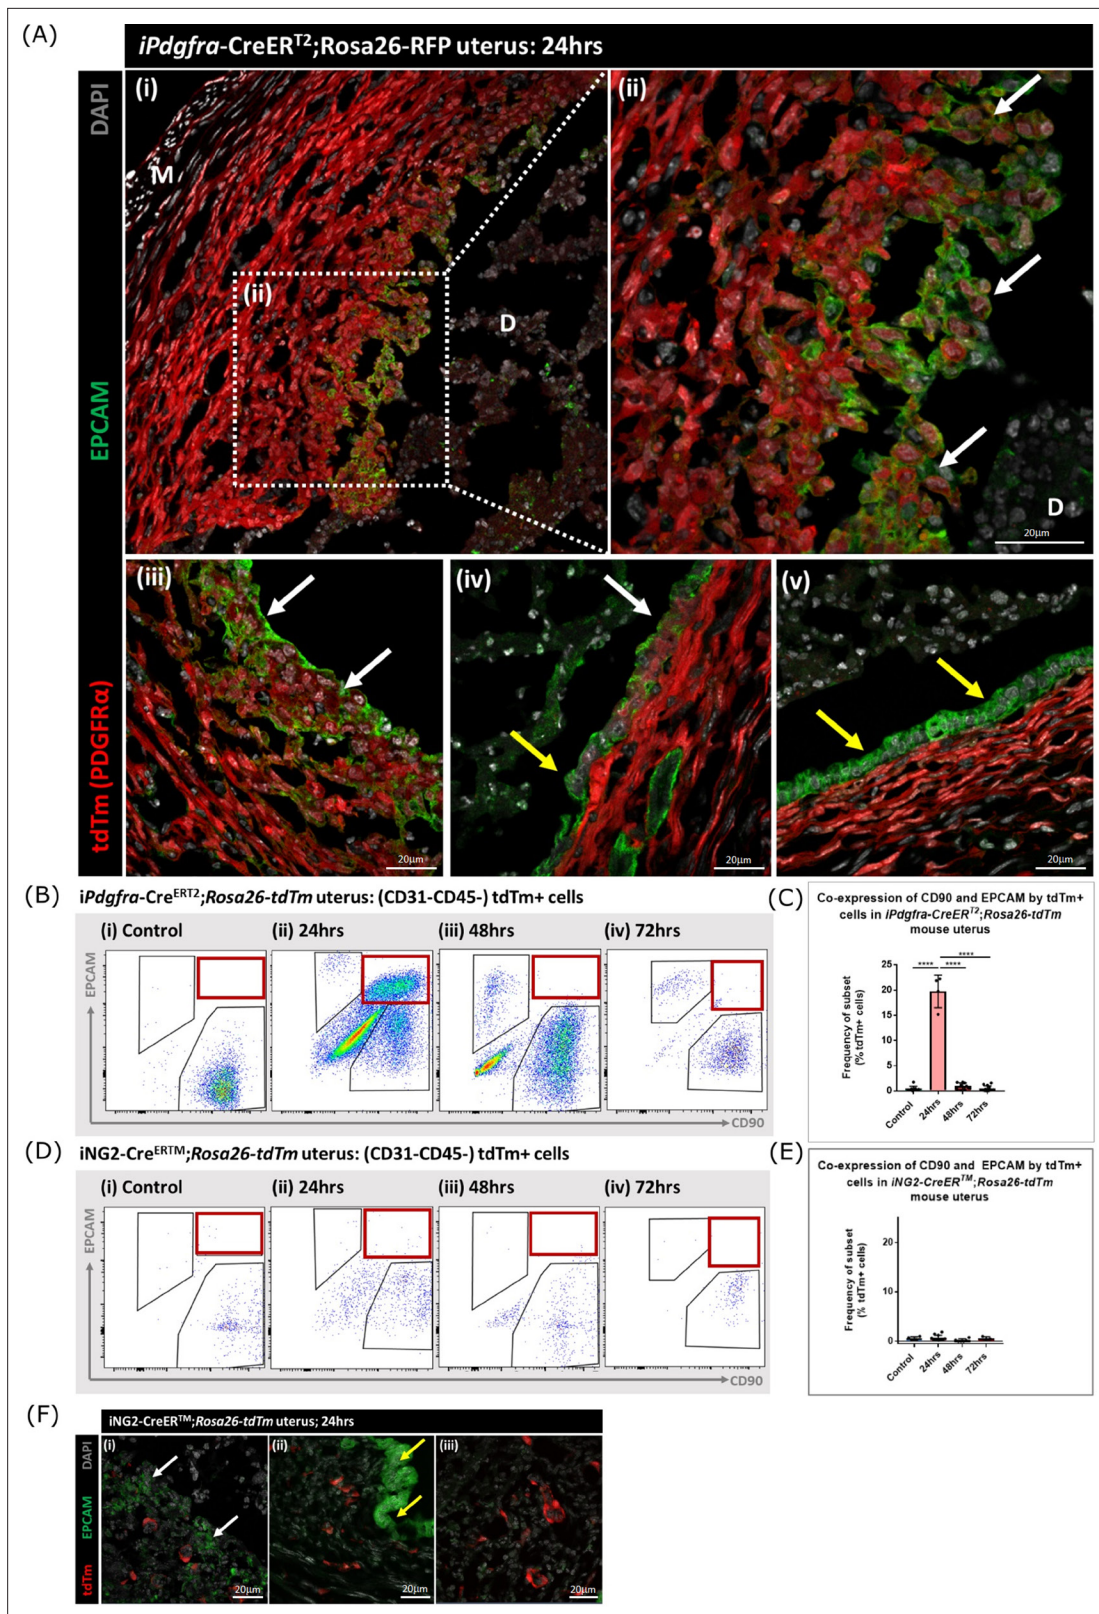 (A)
iPdgfra-CreERT2;Rosa26-RFP uterus: 24hrs
DAPI
EPCAM
tdTm (PDGFRα)
(i)
M
(ii)
D
(ii)
D
20μm
(iii)
20μm
(iv)
20μm
(v)
20μm
(B)
iPdgfra-CreERT2;Rosa26-tdTm uterus: (CD31-CD45-) tdTm+ cells
(i) Control
(ii) 24hrs
(iii) 48hrs
(iv) 72hrs
EPCAM
CD90
(C)
Co-expression of CD90 and EPCAM by tdTm+
cells in iPdgfra-CreERT2;Rosa26-tdTm
mouse uterus
Frequency of subset
(% tdTm+ cells)
25
20
15
10
5
0
****
****
****
Control
24hrs
48hrs
72hrs
(D)
iNG2-CreERTM;Rosa26-tdTm uterus: (CD31-CD45-) tdTm+ cells
(i) Control
(ii) 24hrs
(iii) 48hrs
(iv) 72hrs
EPCAM
CD90
(E)
Co-expression of CD90 and EPCAM by tdTm+
cells in iNG2-CreERTM;Rosa26-tdTm
mouse uterus
Frequency of subset
(% tdTm+ cells)
20
10
0
Control
24hrs
48hrs
72hrs
(F)
iNG2-CreERTM;Rosa26-tdTm uterus; 24hrs
DAPI
EPCAM
tdTm
(i)
20μm
(ii)
20μm
(iii)
20μm